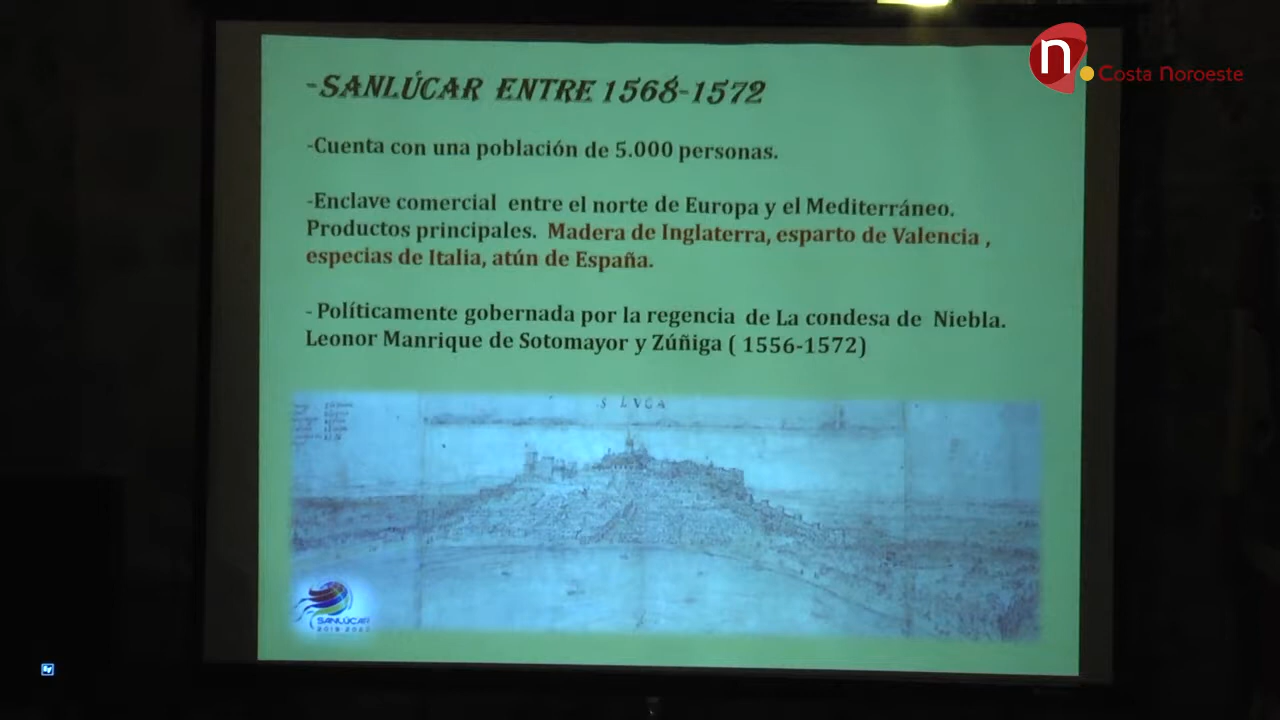 n Costa Noroeste
-SANLÚCAR ENTRE 1568-1572
-Cuenta con una población de 5.000 personas.
-Enclave comercial entre el norte de Europa y el Mediterráneo.
Productos principales. Madera de Inglaterra, esparto de Valencia ,
especias de Italia, atún de España.
- Políticamente gobernada por la regencia de La condesa de Niebla.
Leonor Manrique de Sotomayor y Zúñiga ( 1556-1572)
S LVCA
SANLÚCAR
2019-2022